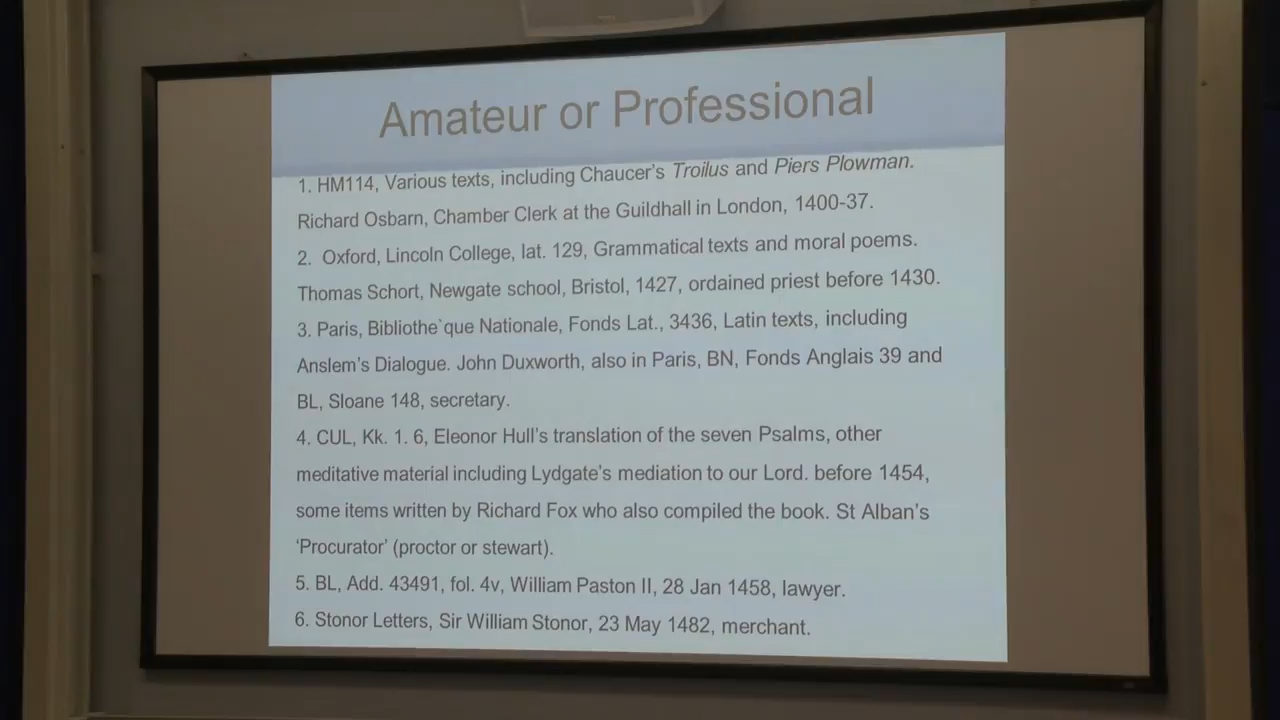 Amateur or Professional
1. HM114, Various texts, including Chaucer's Troilus and Piers Plowman.
Richard Osbarn, Chamber Clerk at the Guildhall in London, 1400-37.
2. Oxford, Lincoln College, lat. 129, Grammatical texts and moral poems.
Thomas Schort, Newgate school, Bristol, 1427, ordained priest before 1430.
3. Paris, Bibliothe`que Nationale, Fonds Lat., 3436, Latin texts, including
Anslem's Dialogue. John Duxworth, also in Paris, BN, Fonds Anglais 39 and
BL, Sloane 148, secretary.
4. CUL, Kk. 1. 6, Eleonor Hull's translation of the seven Psalms, other
meditative material including Lydgate's mediation to our Lord. before 1454,
some items written by Richard Fox who also compiled the book. St Alban's
'Procurator' (proctor or stewart).
5. BL, Add. 43491, fol. 4v, William Paston II, 28 Jan 1458, lawyer.
6. Stonor Letters, Sir William Stonor, 23 May 1482, merchant.